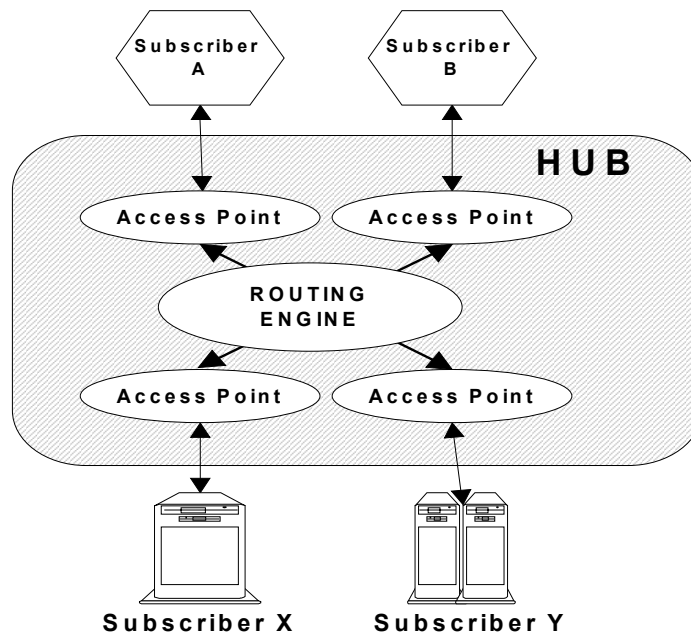 Subscriber
A
Subscriber
B
HUB
Access Point
Access Point
ROUTING
ENGINE
Access Point
Access Point
Subscriber X
Subscriber Y